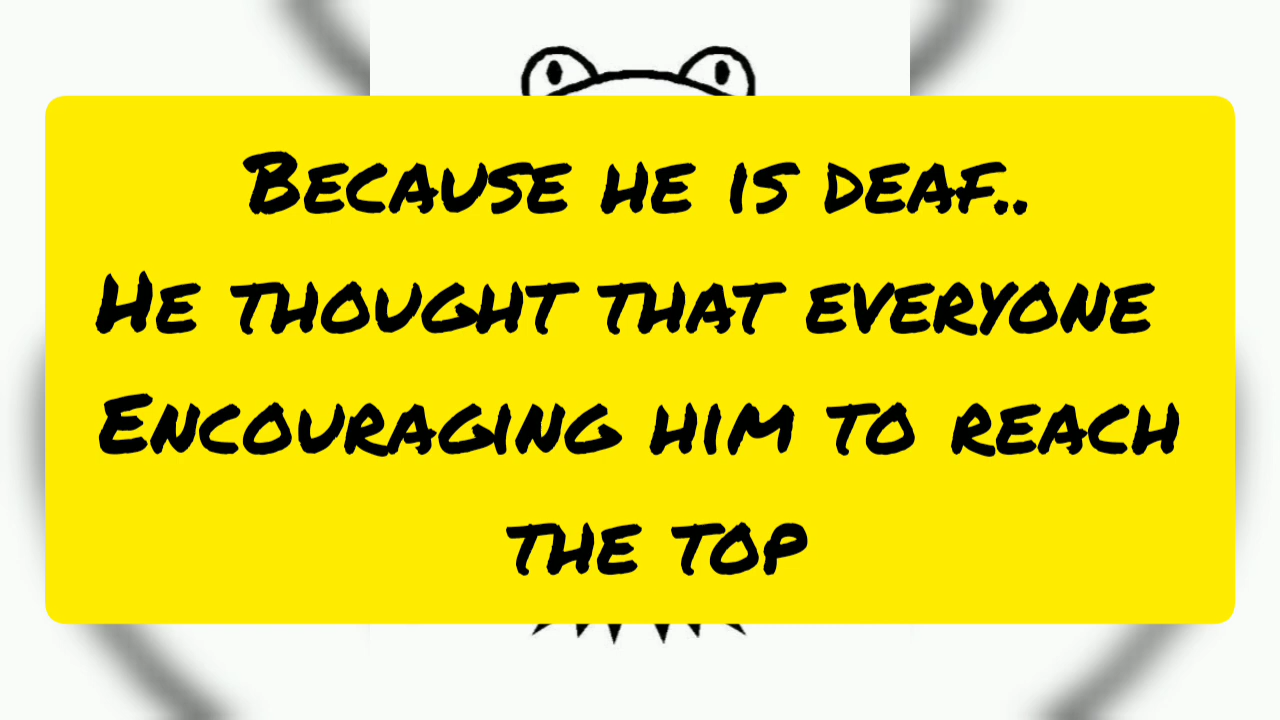 Because he is deaf..
He thought that everyone
Encouraging him to reach
the top